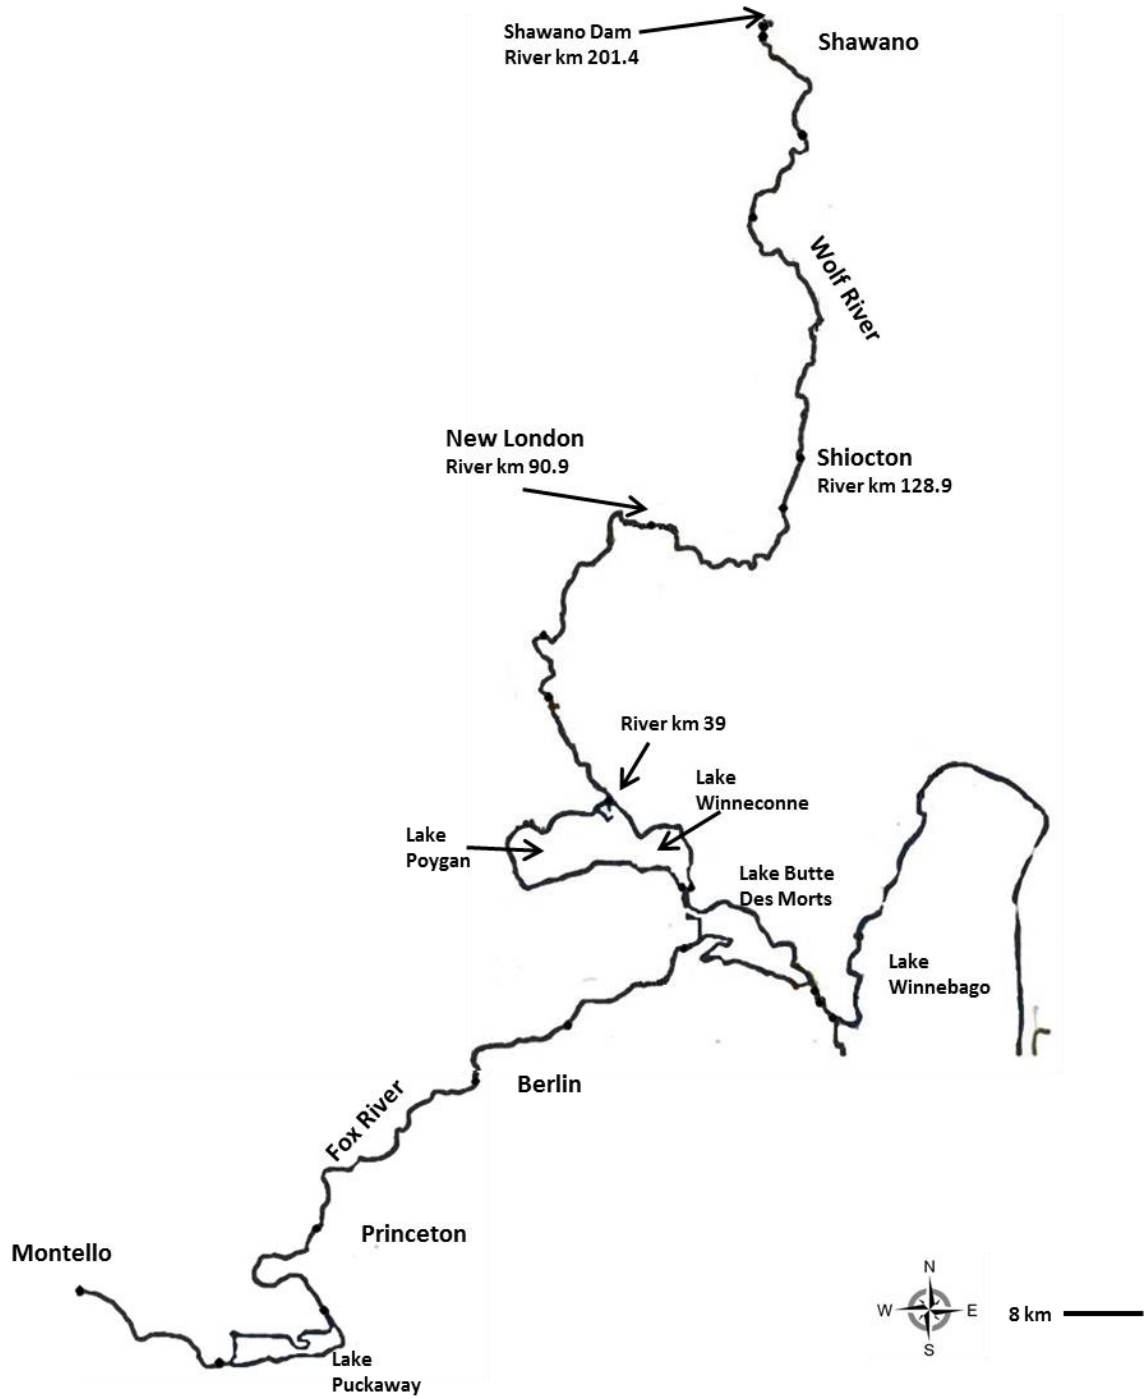 Shawano Dam
River km 201.4
Shawano
Wolf River
New London
River km 90.9
Shiocton
River km 128.9
River km 39
Lake
Winneconne
Lake
Poygan
Lake Butte
Des Morts
Lake
Winnebago
Berlin
Fox River
Princeton
Montello
Lake
Puckaway
N
W
E
S
8 km